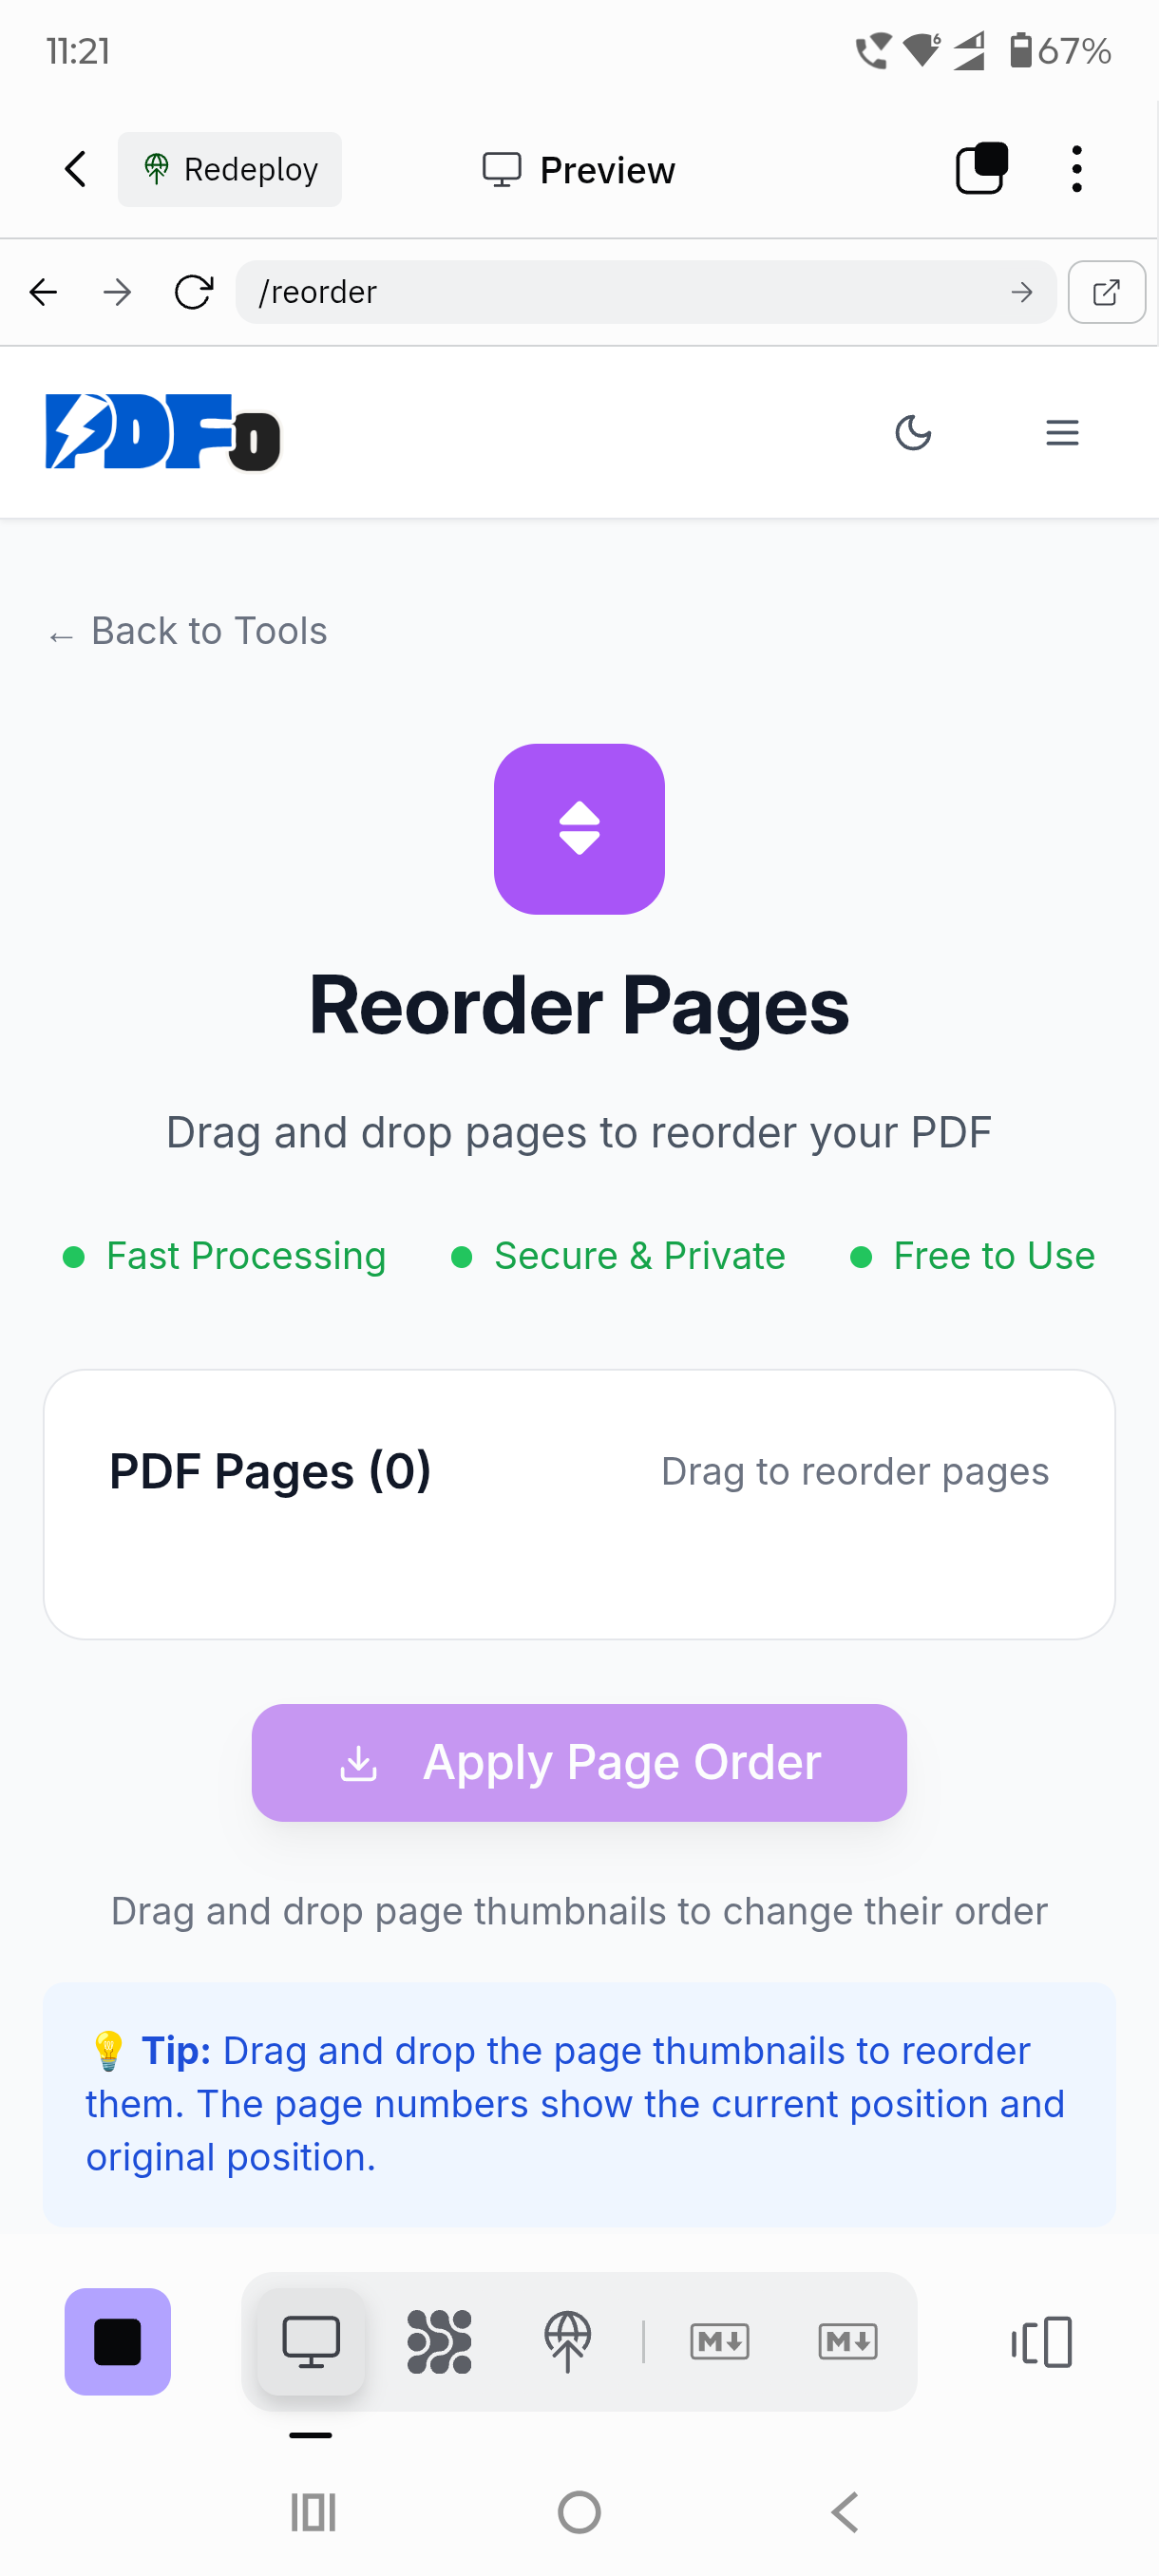 11:21
6
67%
Redeploy
Preview
/reorder
PDFo
← Back to Tools
Reorder Pages
Drag and drop pages to reorder your PDF
Fast Processing
Secure & Private
Free to Use
PDF Pages (0)
Drag to reorder pages
Apply Page Order
Drag and drop page thumbnails to change their order
💡 Tip: Drag and drop the page thumbnails to reorder
them. The page numbers show the current position and
original position.
M
M